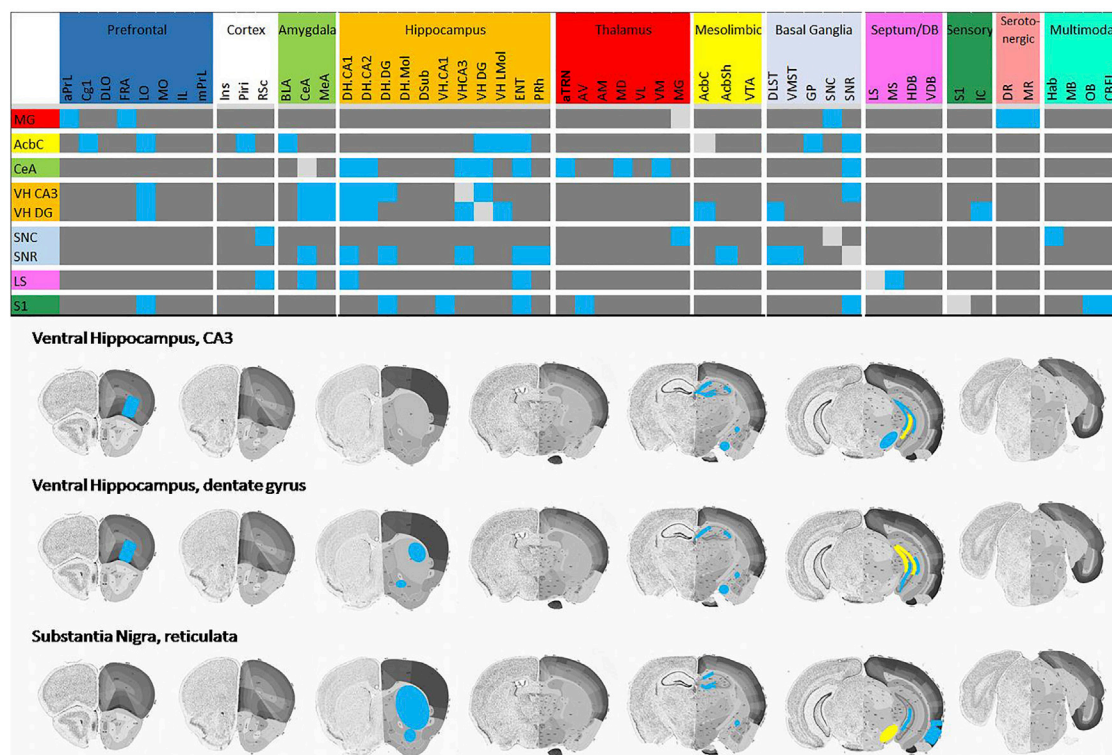 Prefrontal Cortex Amygdala Hippocampus Thalamus Mesolimbic Basal Ganglia Septum/DB Sensory Seroto-nergic Multimodal
aPrL Cg1 DLO FRA LO MO IL mPrL Ins Piri RSc BLA CeA MeA DH.CA1 DH.CA2 DH.DG DH.Mol DSub VH.CA1 VHCA3 VH DG VH LMol ENT PRh aTRN AV AM MD VL VM MG AcbC AcbSh VTA DLST VMST GP SNC SNR LS MS HDB VDB S1 IC DR MR Hab MB OB CBEL
MG
AcbC
CeA
VH CA3
VH DG
SNC
SNR
LS
S1
Ventral Hippocampus, CA3
Ventral Hippocampus, dentate gyrus
Substantia Nigra, reticulata